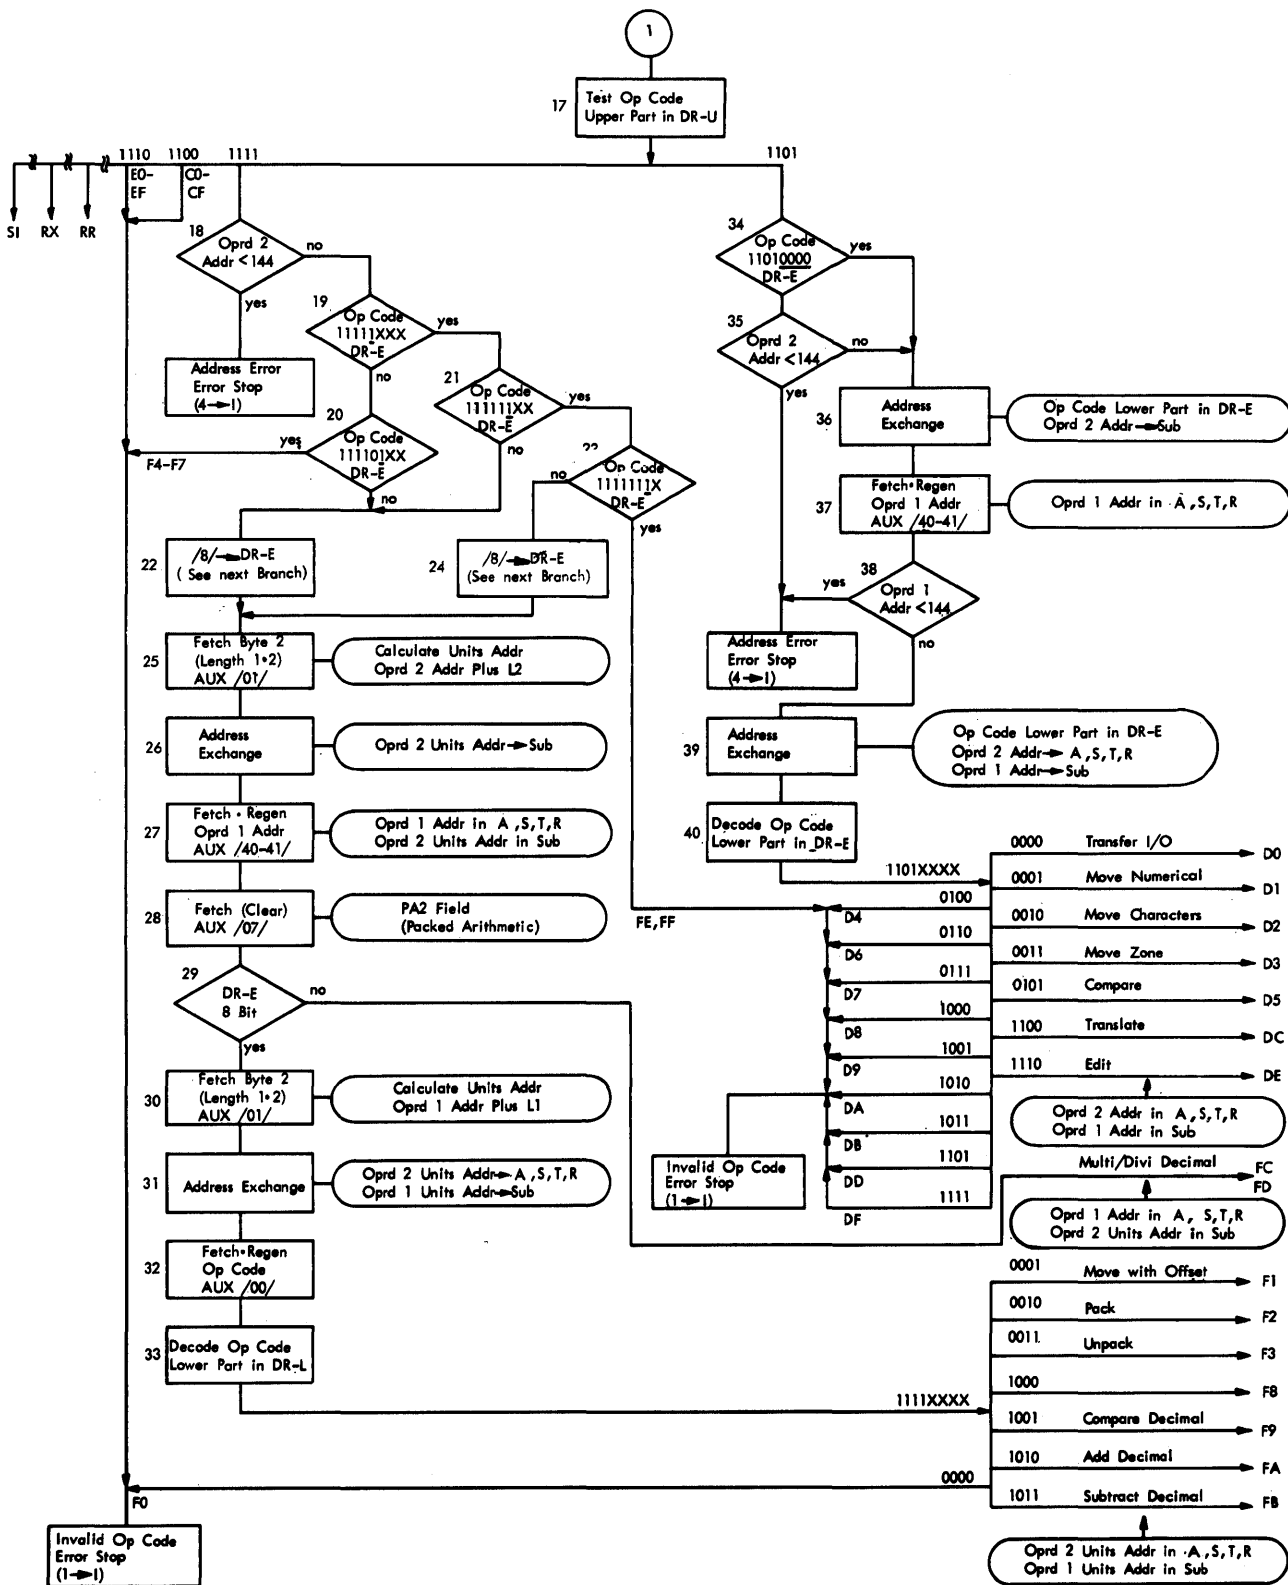 1
17
Test Op Code
Upper Part in DR-U
1110
1100
1111
1101
E0-
EF
C0-
CF
SI
RX
RR
18
Oprd 2
Addr <144
no
yes
Address Error
Error Stop
(4→I)
19
Op Code
11111XXX
DR-E
yes
no
20
Op Code
111101XX
DR-E
yes
F4-F7
no
21
Op Code
111111XX
DR-E
yes
no
Op Code
1111111X
DR-E
no
yes
22
/8/→DR-E
( See next Branch)
24
/8/→DR-E
(See next Branch)
25
Fetch Byte 2
(Length 1•2)
AUX /01/
Calculate Units Addr
Oprd 2 Addr Plus L2
26
Address
Exchange
Oprd 2 Units Addr→Sub
27
Fetch • Regen
Oprd 1 Addr
AUX /40-41/
Oprd 1 Addr in A ,S,T,R
Oprd 2 Units Addr in Sub
28
Fetch (Clear)
AUX /07/
PA2 Field
(Packed Arithmetic)
29
DR-E
8 Bit
no
yes
30
Fetch Byte 2
(Length 1•2)
AUX /01/
Calculate Units Addr
Oprd 1 Addr Plus L1
31
Address Exchange
Oprd 2 Units Addr→ A ,S,T,R
Oprd 1 Units Addr→Sub
32
Fetch•Regen
Op Code
AUX /00/
33
Decode Op Code
Lower Part in DR-L
34
Op Code
11010000
DR-E
yes
35
Oprd 2
Addr <144
no
yes
36
Address
Exchange
Op Code Lower Part in DR-E
Oprd 2 Addr→Sub
37
Fetch•Regen
Oprd 1 Addr
AUX /40-41/
Oprd 1 Addr in A ,S,T,R
38
Oprd 1
Addr <144
yes
no
Address Error
Error Stop
(4→I)
39
Address
Exchange
Op Code Lower Part in DR-E
Oprd 2 Addr→ A ,S,T,R
Oprd 1 Addr→Sub
40
Decode Op Code
Lower Part in DR-E
1101XXXX
0000 Transfer I/O D0
0001 Move Numerical D1
0010 Move Characters D2
0011 Move Zone D3
0101 Compare D5
1100 Translate DC
1110 Edit DE
FE,FF
0100
D4
0110
D6
0111
D7
1000
D8
1001
D9
1010
DA
1011
DB
1101
DD
1111
DF
Invalid Op Code
Error Stop
(1→I)
Oprd 2 Addr in A ,S,T,R
Oprd 1 Addr in Sub
Multi/Divi Decimal
FC
FD
Oprd 1 Addr in A, S,T,R
Oprd 2 Units Addr in Sub
1111XXXX
0001 Move with Offset F1
0010 Pack F2
0011 Unpack F3
1000 F8
1001 Compare Decimal F9
1010 Add Decimal FA
1011 Subtract Decimal FB
0000
F0
Invalid Op Code
Error Stop
(1→I)
Oprd 2 Units Addr in A,S,T,R
Oprd 1 Units Addr in Sub